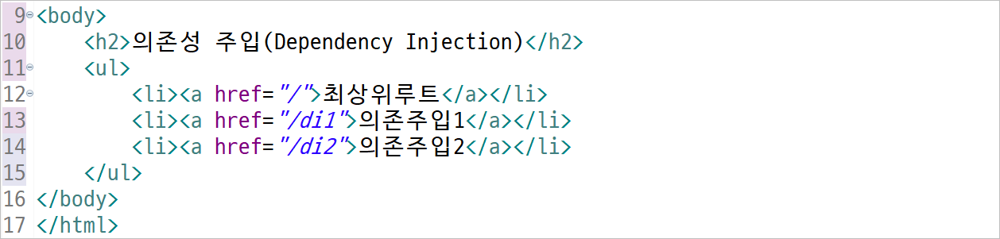 9 <body>
10     <h2>의존성 주입(Dependency Injection)</h2>
11     <ul>
12         <li><a href="/">최상위루트</a></li>
13         <li><a href="/di1">의존주입1</a></li>
14         <li><a href="/di2">의존주입2</a></li>
15     </ul>
16 </body>
17 </html>